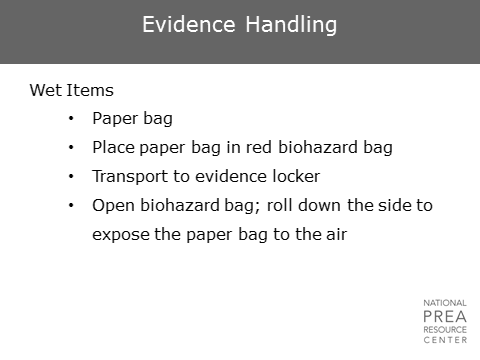 Evidence Handling
Wet Items
• Paper bag
• Place paper bag in red biohazard bag
• Transport to evidence locker
• Open biohazard bag; roll down the side to
expose the paper bag to the air
NATIONAL
PREA
RESOURCE
CENTER